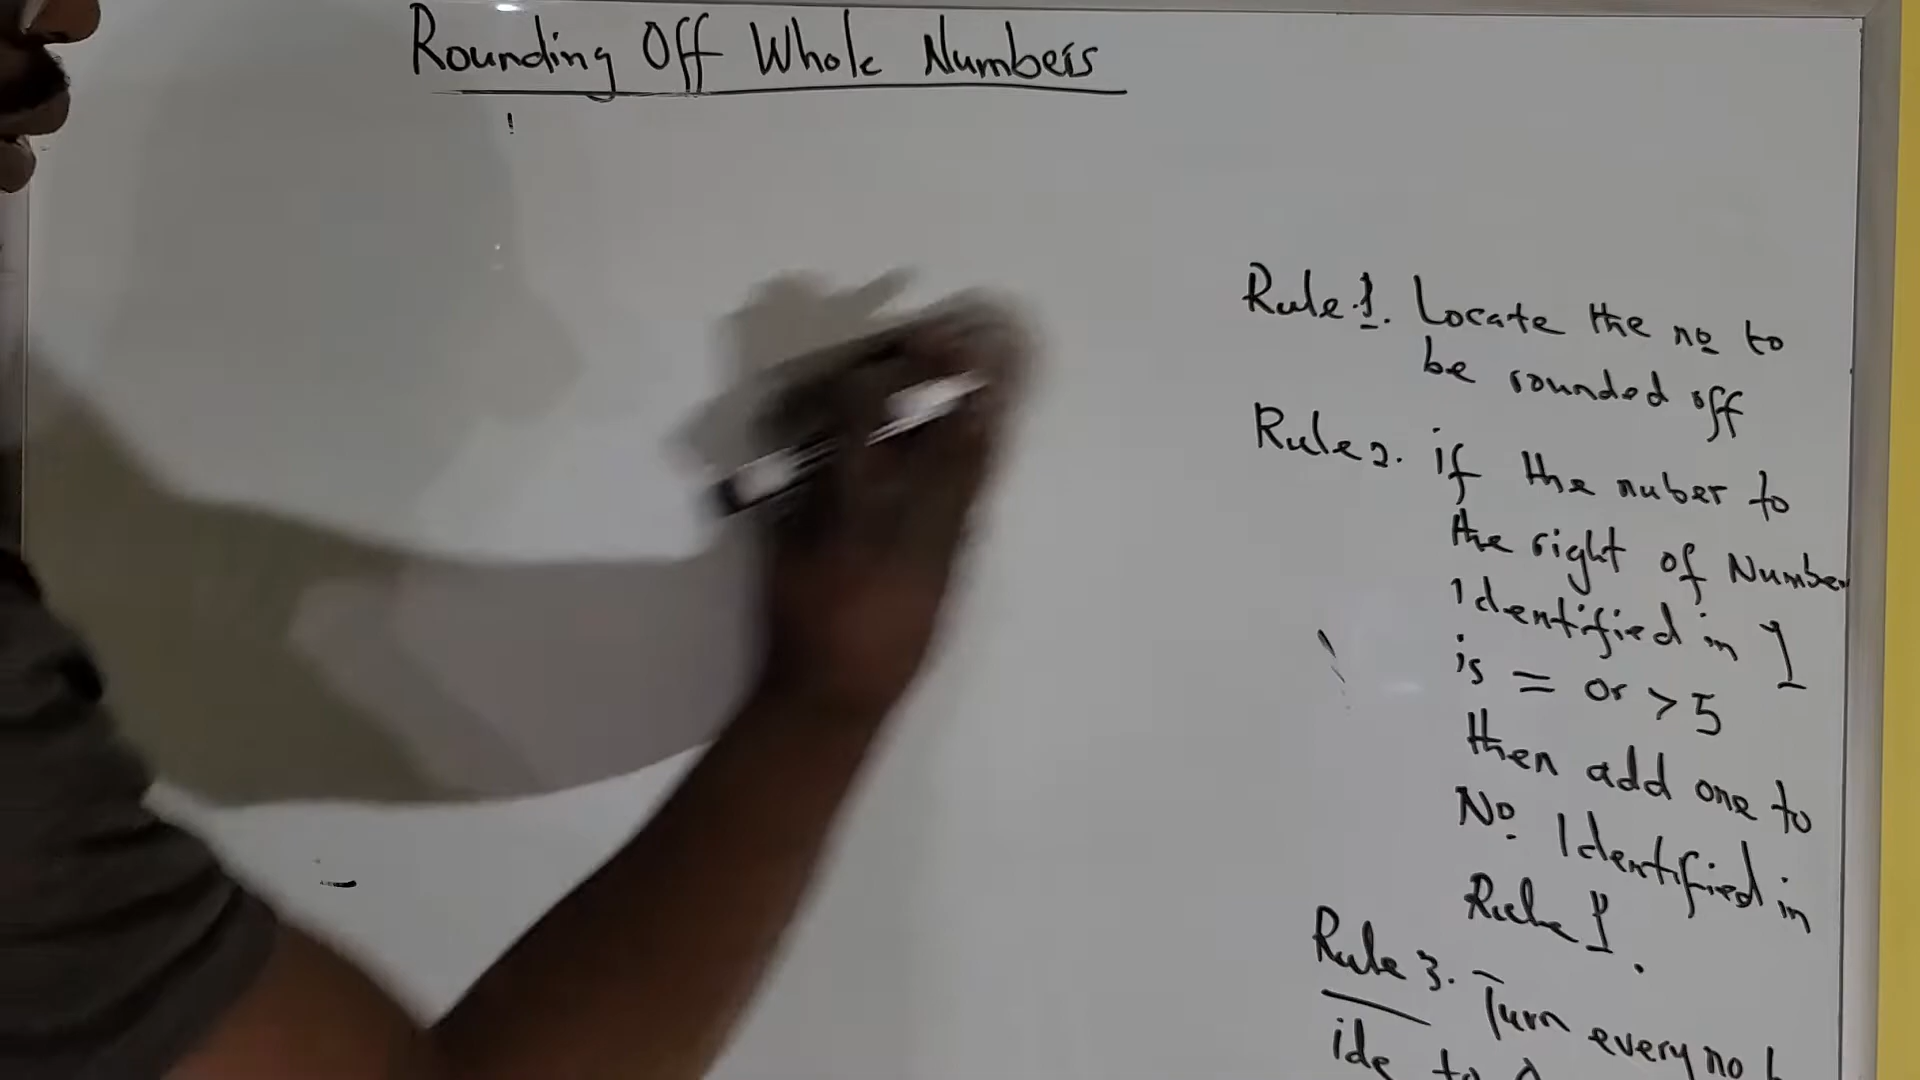 Rounding Off Whole Numbers
Rule 1. Locate the no to
be rounded off
Rule 2. if the nuber to
the right of Number
Identified in 1
is = or > 5
then add one to
No. Identified in
Rule 1.
Rule 3. Turn every no
ide to